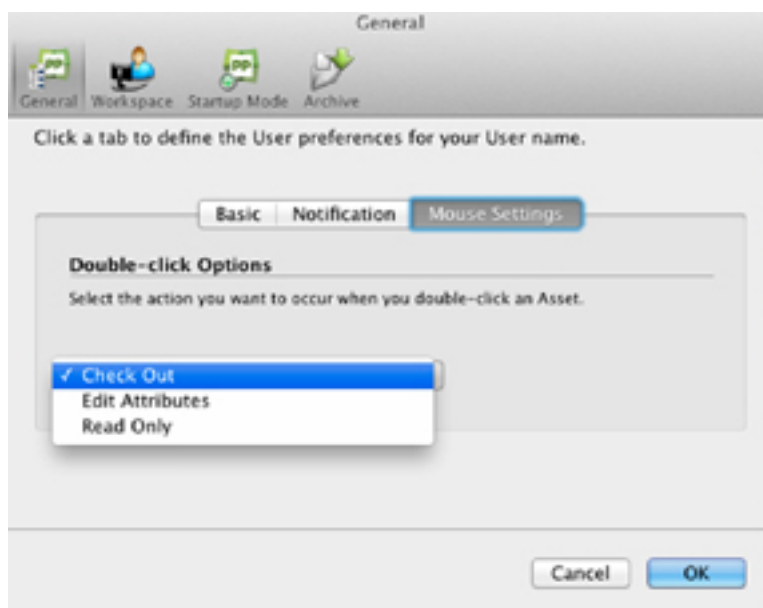 General
General Workspace Startup Mode Archive
Click a tab to define the User preferences for your User name.
Basic Notification Mouse Settings
Double-click Options
Select the action you want to occur when you double-click an Asset.
✓ Check Out
Edit Attributes
Read Only
Cancel OK